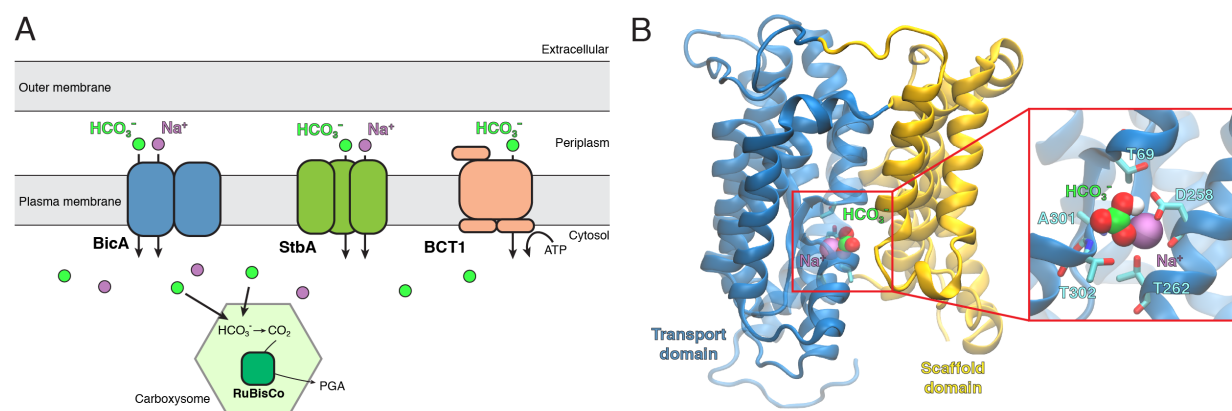 A
Extracellular
Outer membrane
HCO₃⁻ Na⁺
HCO₃⁻ Na⁺
HCO₃⁻
Periplasm
Plasma membrane
Cytosol
BicA
StbA
BCT1
ATP
HCO₃⁻→CO₂
RuBisCo
PGA
Carboxysome
B
HCO₃⁻
Na⁺
Transport
domain
Scaffold
domain
T69
HCO₃⁻
D258
A301
Na⁺
T302
T262